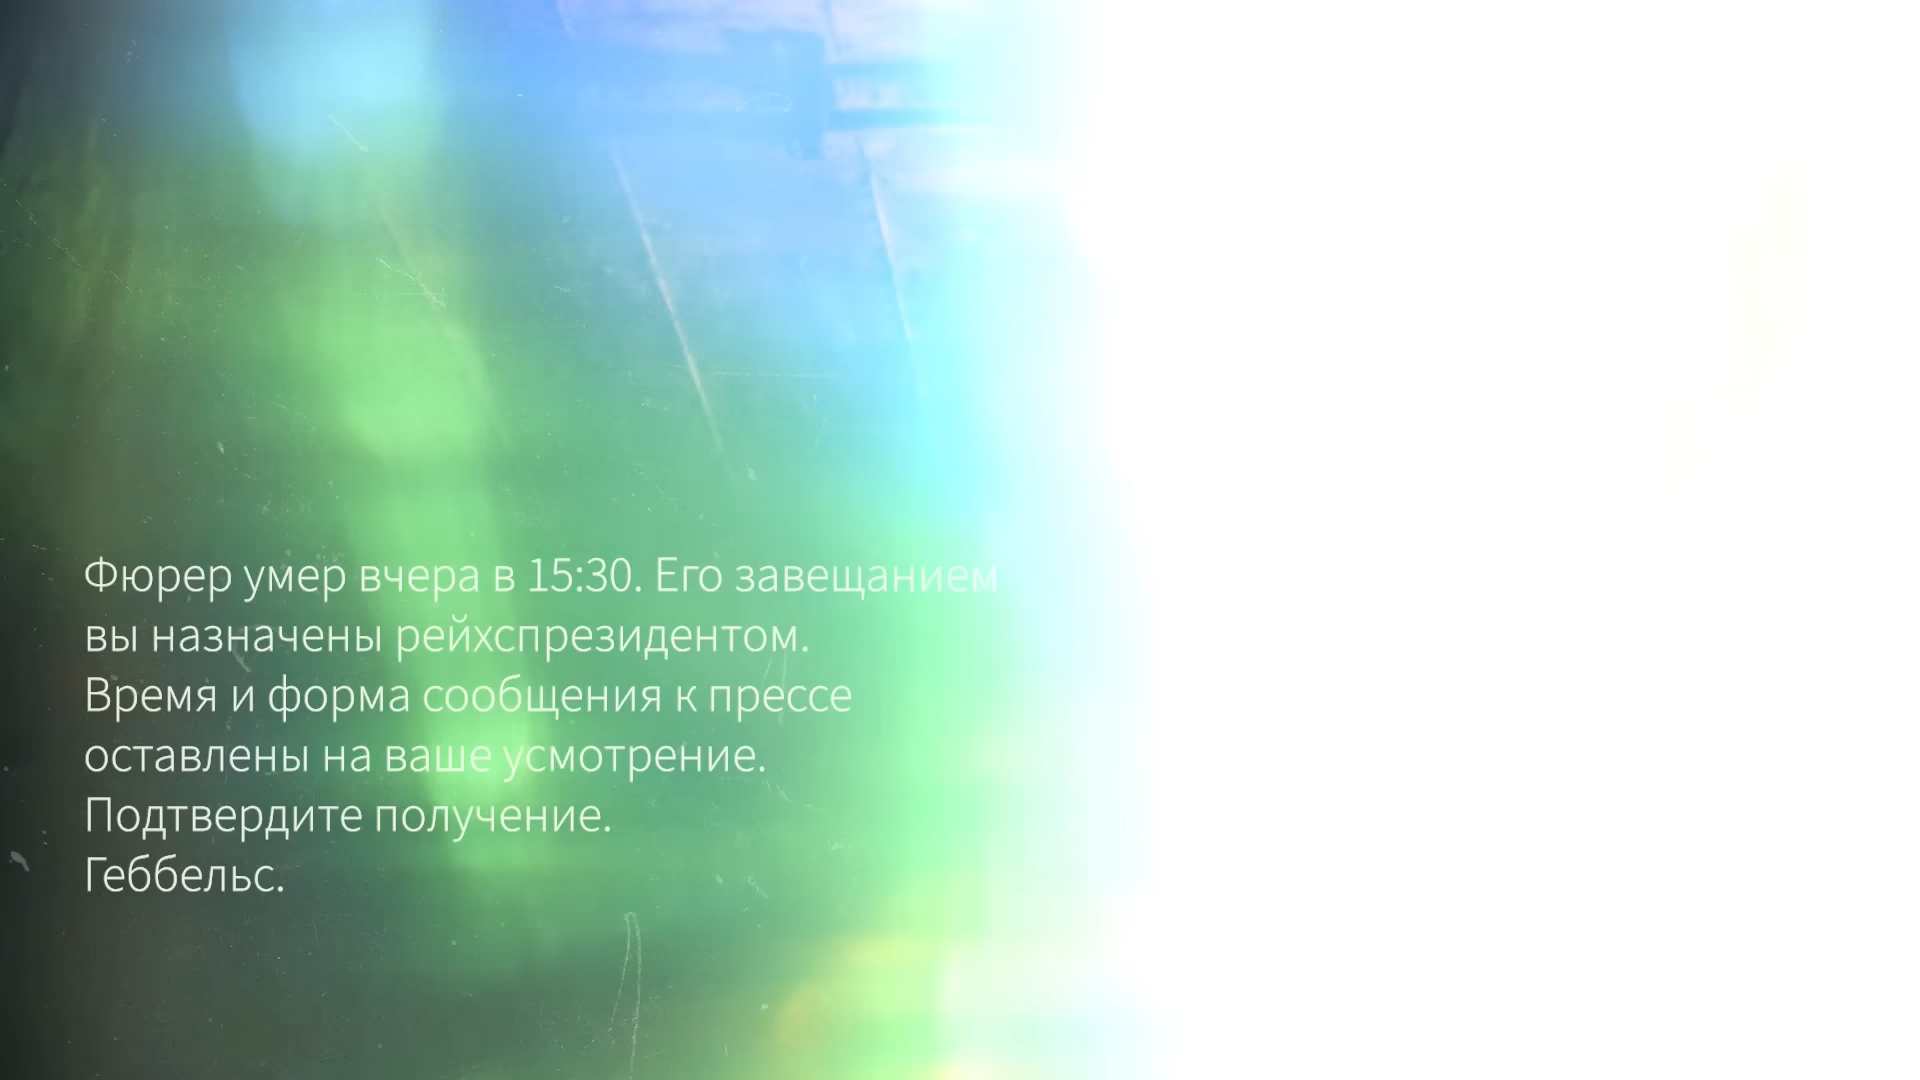 Фюрер умер вчера в 15:30. Его завещанием
вы назначены рейхспрезидентом.
Время и форма сообщения к прессе
оставлены на ваше усмотрение.
Подтвердите получение.
Геббельс.